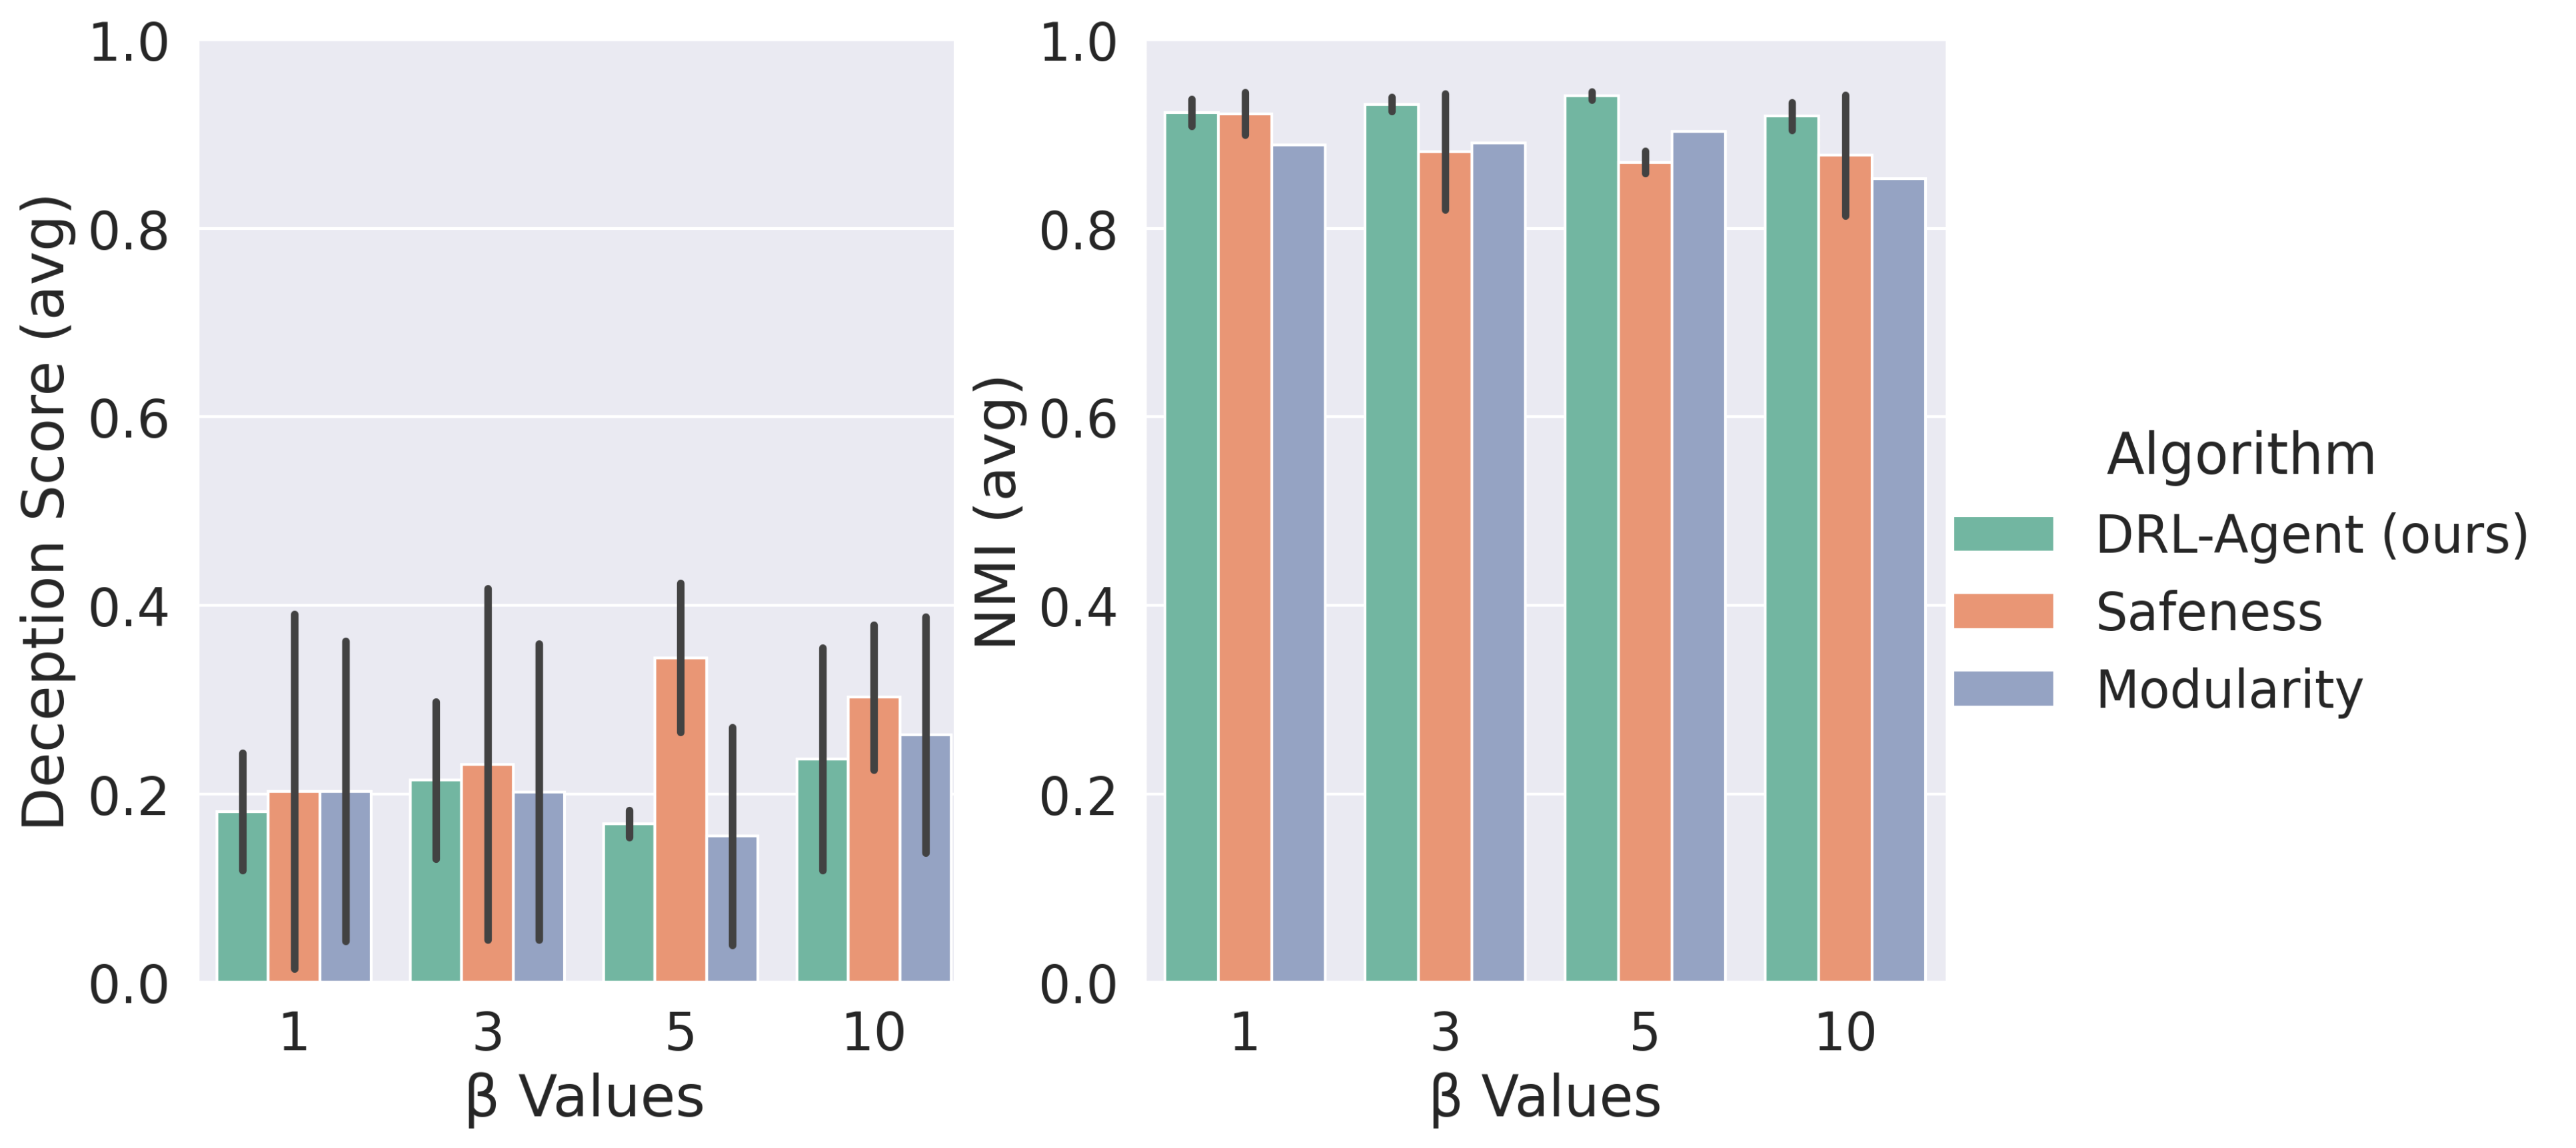 Deception Score (avg)
1.0
0.8
0.6
0.4
0.2
0.0
1 3 5 10
β Values
NMI (avg)
1.0
0.8
0.6
0.4
0.2
0.0
1 3 5 10
β Values
Algorithm
DRL-Agent (ours)
Safeness
Modularity